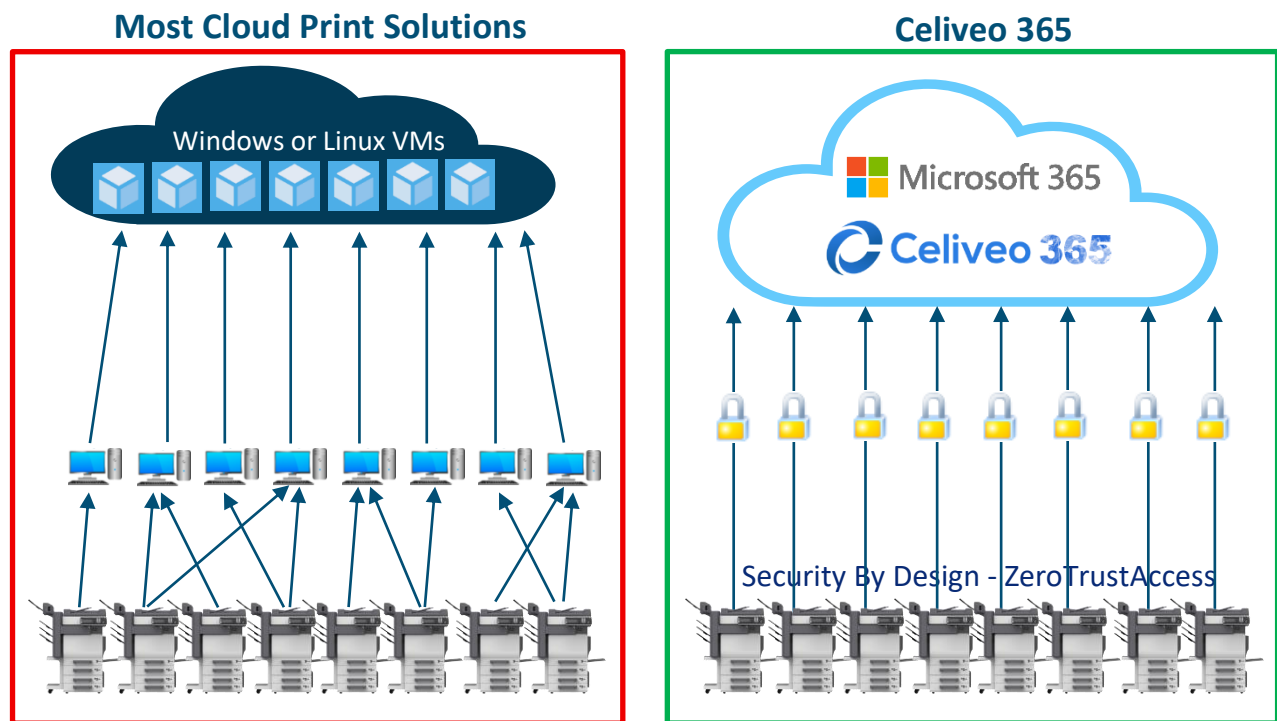 Most Cloud Print Solutions
Windows or Linux VMs
Celiveo 365
Microsoft 365
Celiveo 365
Security By Design - ZeroTrustAccess